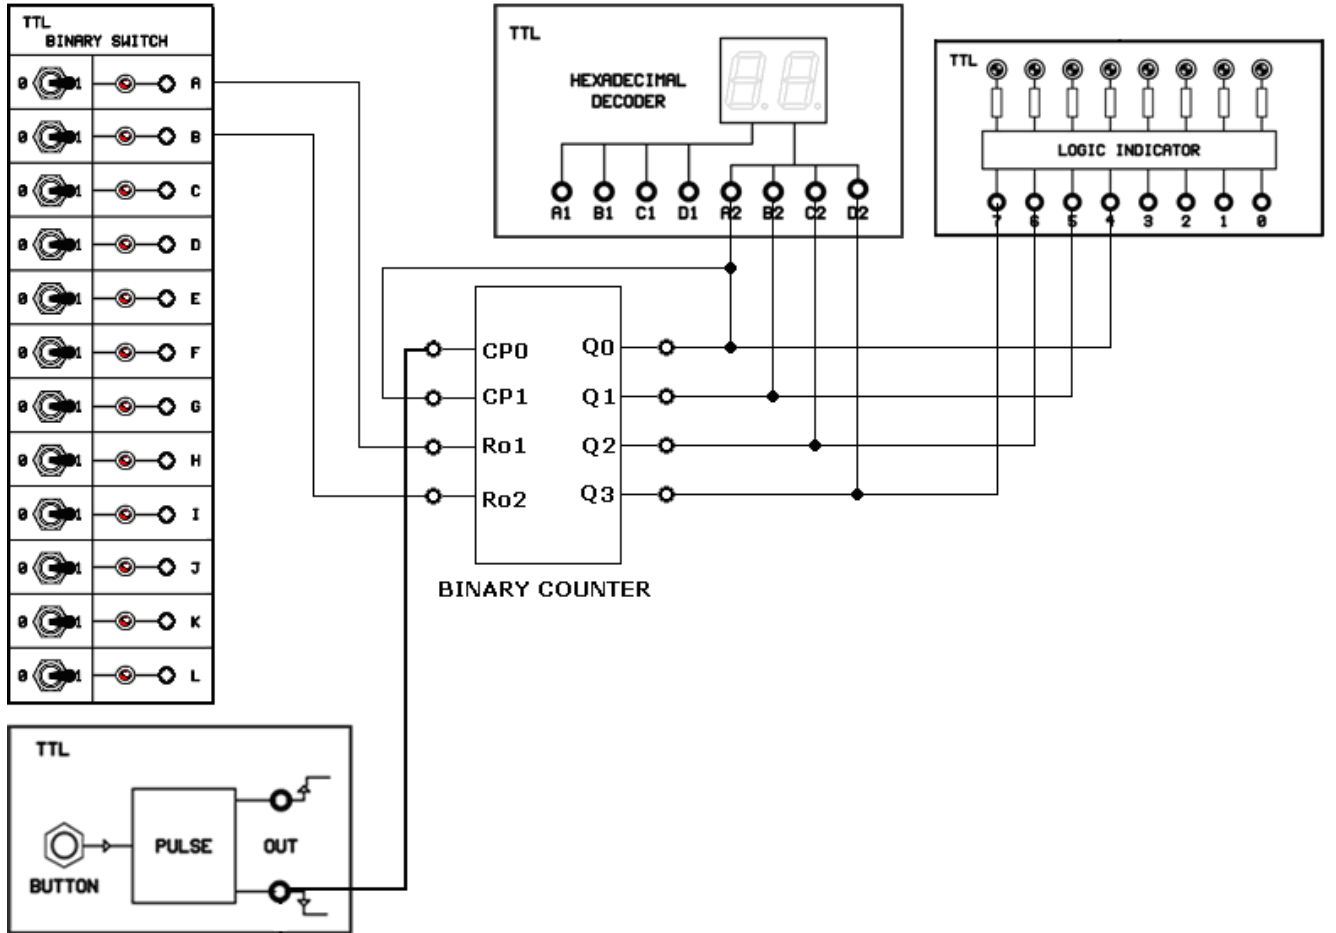 TTL
BINARY SWITCH
0 1 A
0 1 B
0 1 C
0 1 D
0 1 E
0 1 F
0 1 G
0 1 H
0 1 I
0 1 J
0 1 K
0 1 L
TTL
HEXADECIMAL
DECODER
A1 B1 C1 D1 A2 B2 C2 D2
TTL
LOGIC INDICATOR
7 6 5 4 3 2 1 0
CP0 Q0
CP1 Q1
Ro1 Q2
Ro2 Q3
BINARY COUNTER
TTL
PULSE OUT
BUTTON